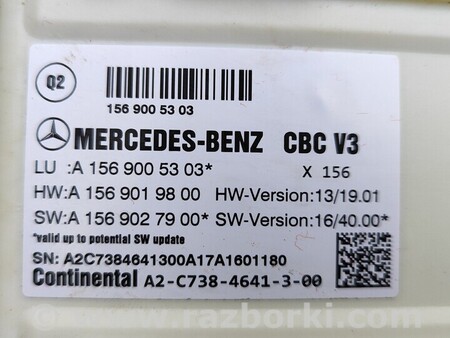 Q2
156 900 53 03
MERCEDES-BENZ CBC V3
LU :A 156 900 53 03* X 156
HW:A 156 901 98 00 HW-Version:13/19.01
SW:A 156 902 79 00* SW-Version:16/40.00*
*valid up to potential SW update
SN: A2C7384641300A17A1601180
Continental A2-C738-4641-3-00
www.razborki.com